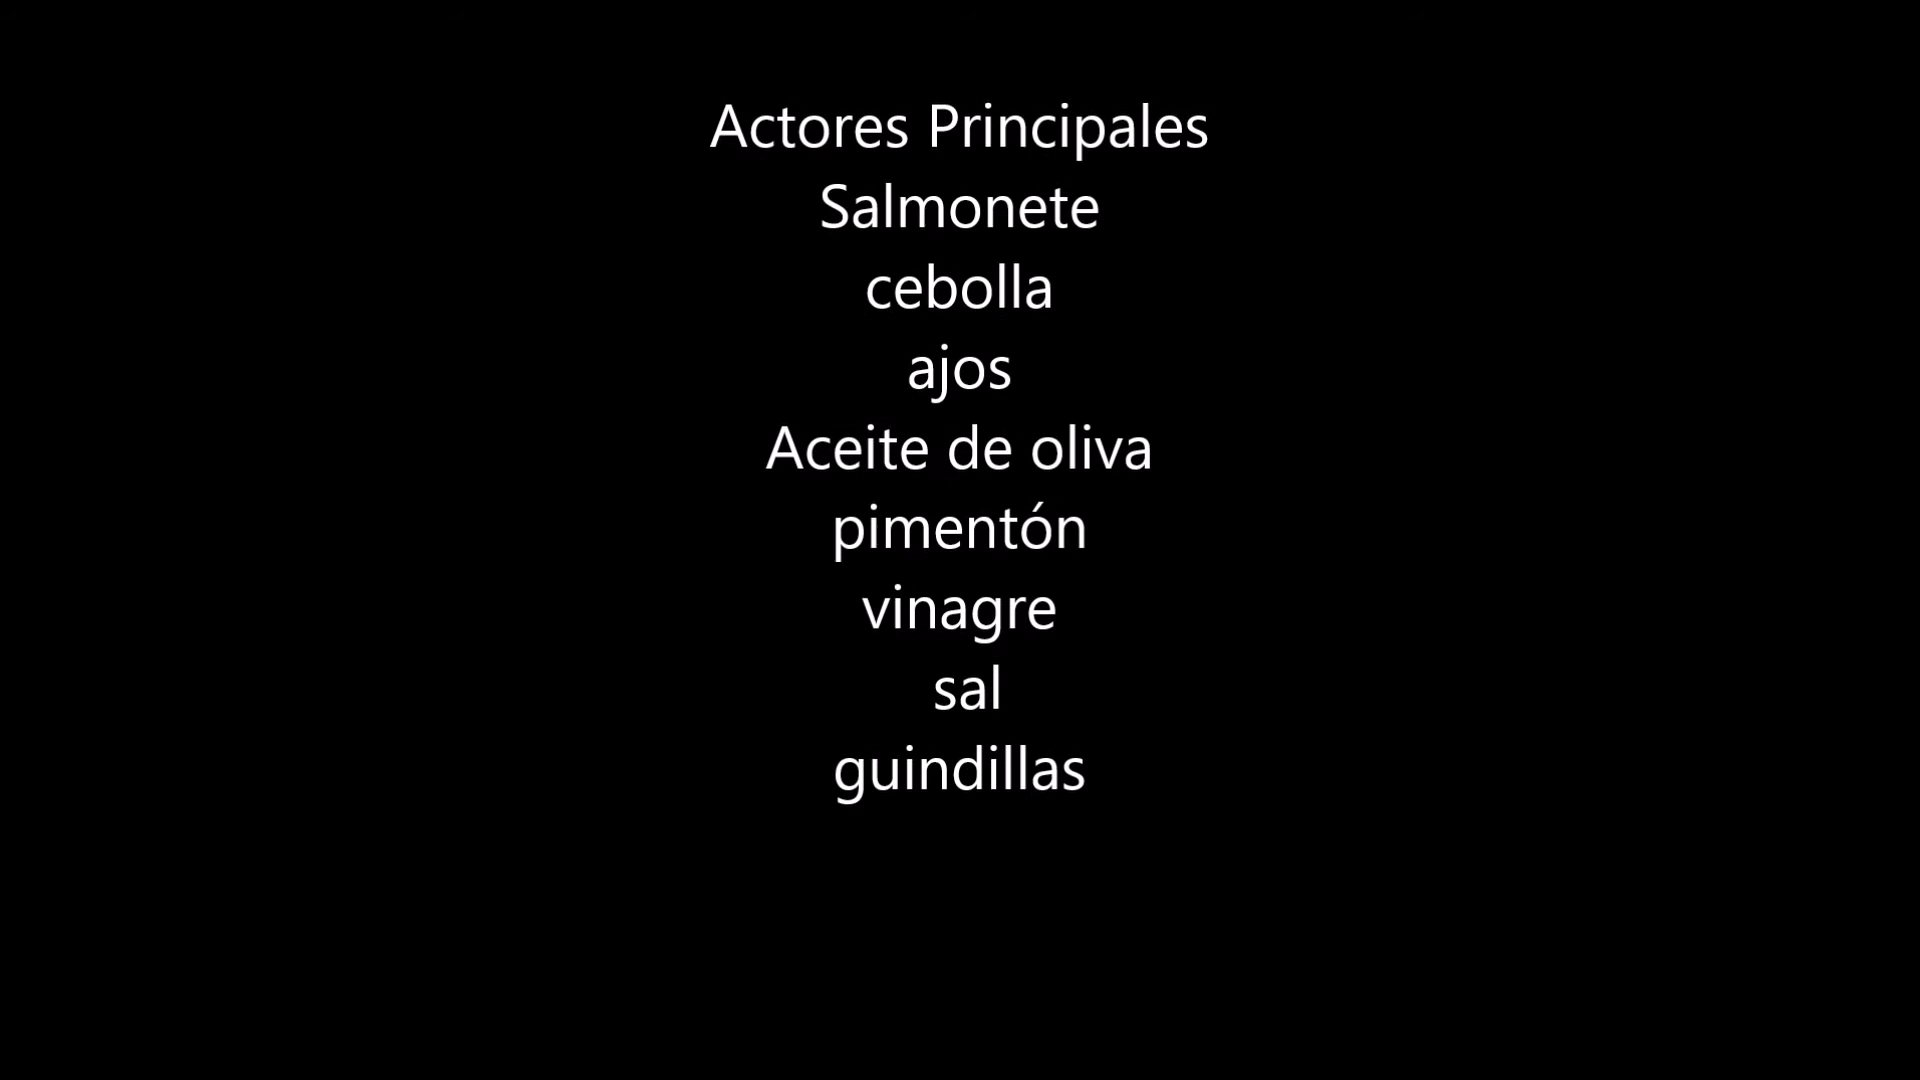 Actores Principales
Salmonete
cebolla
ajos
Aceite de oliva
pimentón
vinagre
sal
guindillas